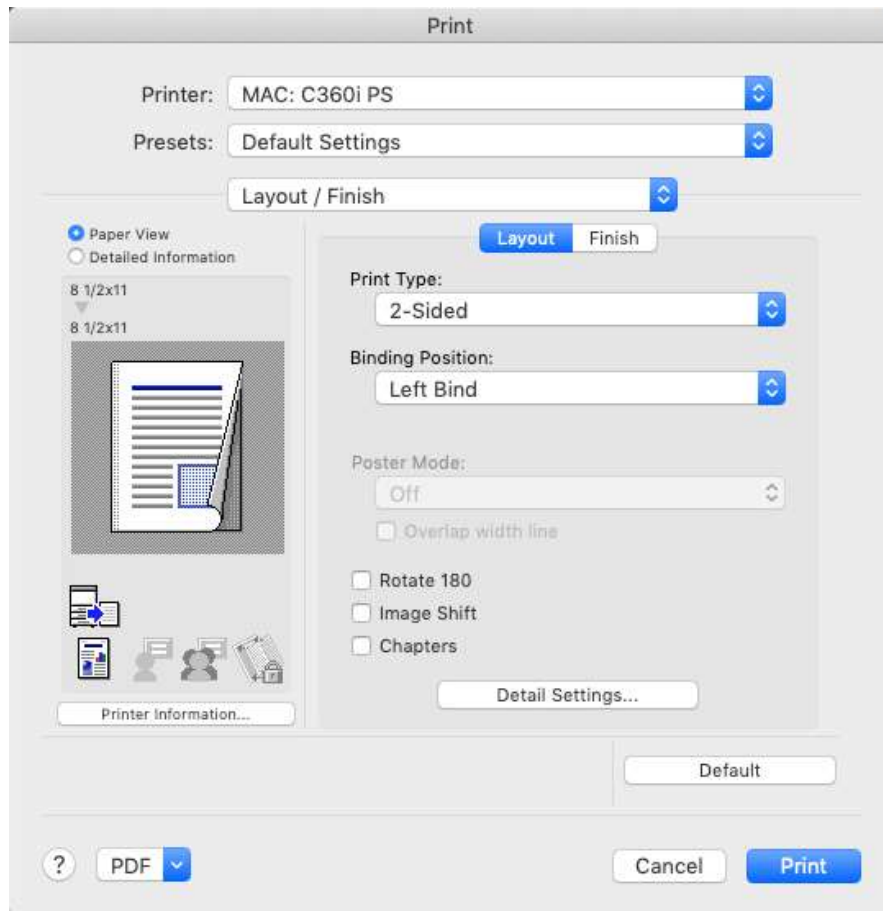 Print
Printer: MAC: C360i PS
Presets: Default Settings
Layout / Finish
Paper View
Detailed Information
8 1/2x11
8 1/2x11
Printer Information...
Layout Finish
Print Type:
2-Sided
Binding Position:
Left Bind
Poster Mode:
Off
Overlap width line
Rotate 180
Image Shift
Chapters
Detail Settings...
Default
? PDF Cancel Print